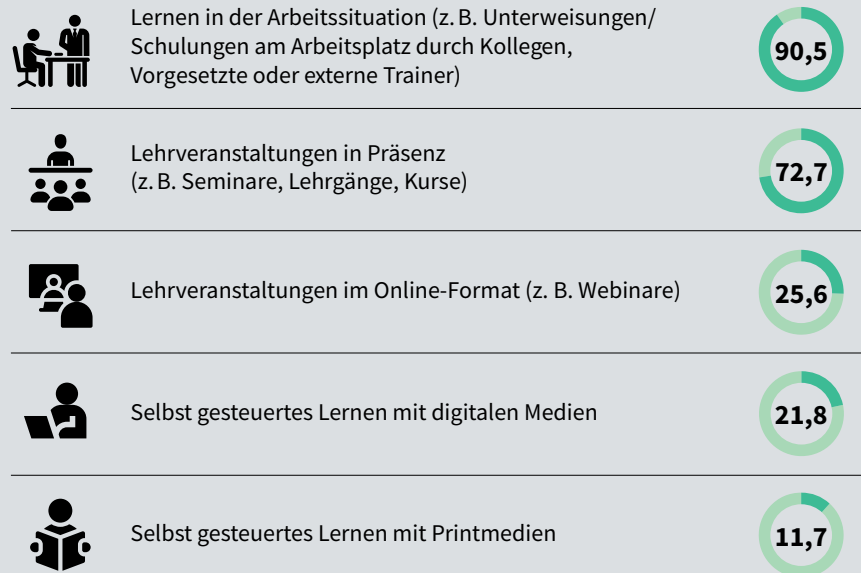 Lernen in der Arbeitssituation (z. B. Unterweisungen/
Schulungen am Arbeitsplatz durch Kollegen,
Vorgesetzte oder externe Trainer)
90,5
Lehrveranstaltungen in Präsenz
(z. B. Seminare, Lehrgänge, Kurse)
72,7
Lehrveranstaltungen im Online-Format (z. B. Webinare)
25,6
Selbst gesteuertes Lernen mit digitalen Medien
21,8
Selbst gesteuertes Lernen mit Printmedien
11,7